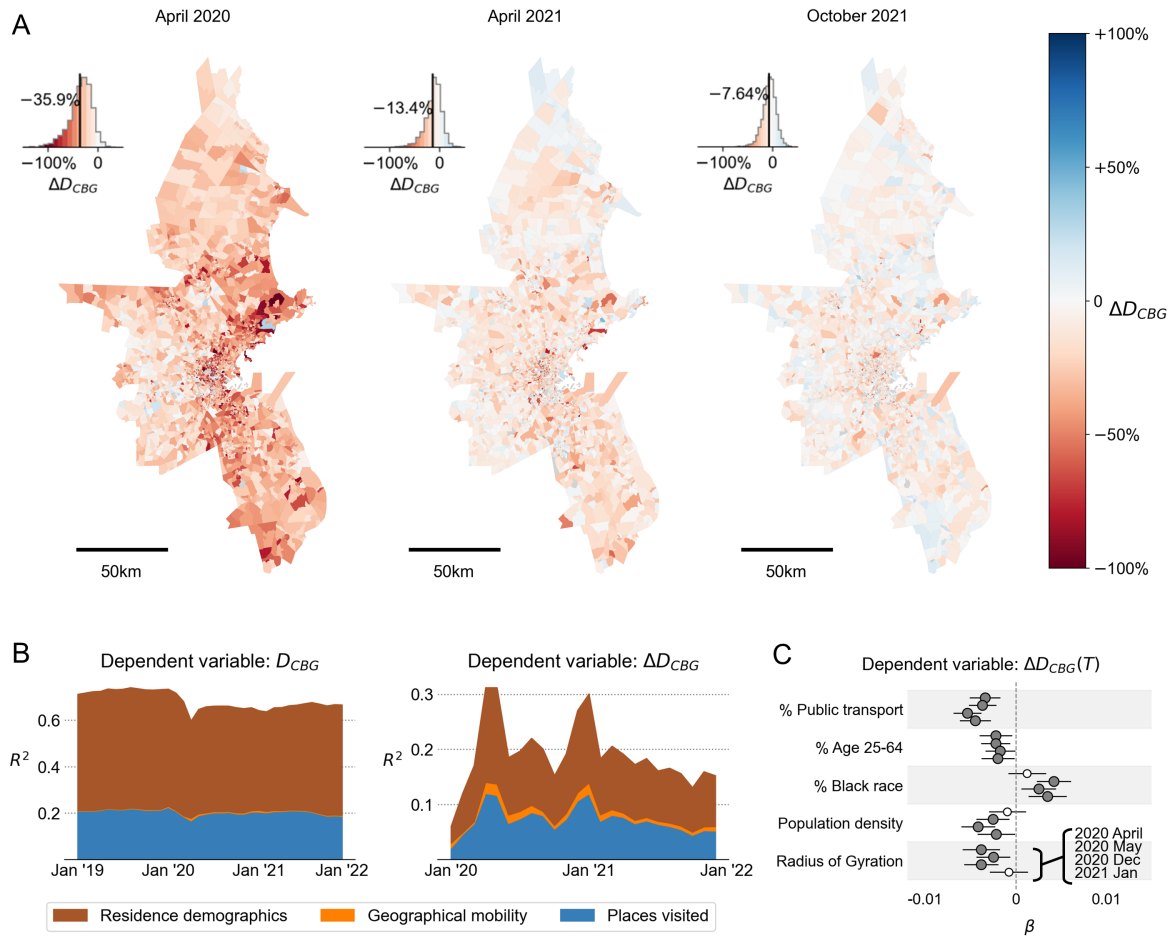 A
April 2020
April 2021
October 2021
−35.9%
−100%
0
ΔD_CBG
−13.4%
−100%
0
ΔD_CBG
−7.64%
−100%
0
ΔD_CBG
+100%
+50%
0
ΔD_CBG
−50%
−100%
50km
50km
50km
B
Dependent variable: D_CBG
R²
0.6
0.4
0.2
Jan '19
Jan '20
Jan '21
Jan '22
Dependent variable: ΔD_CBG
R²
0.3
0.2
0.1
Jan '20
Jan '21
Jan '22
Residence demographics
Geographical mobility
Places visited
C
Dependent variable: ΔD_CBG(T)
% Public transport
% Age 25-64
% Black race
Population density
Radius of Gyration
2020 April
2020 May
2020 Dec
2021 Jan
-0.01
0
0.01
β